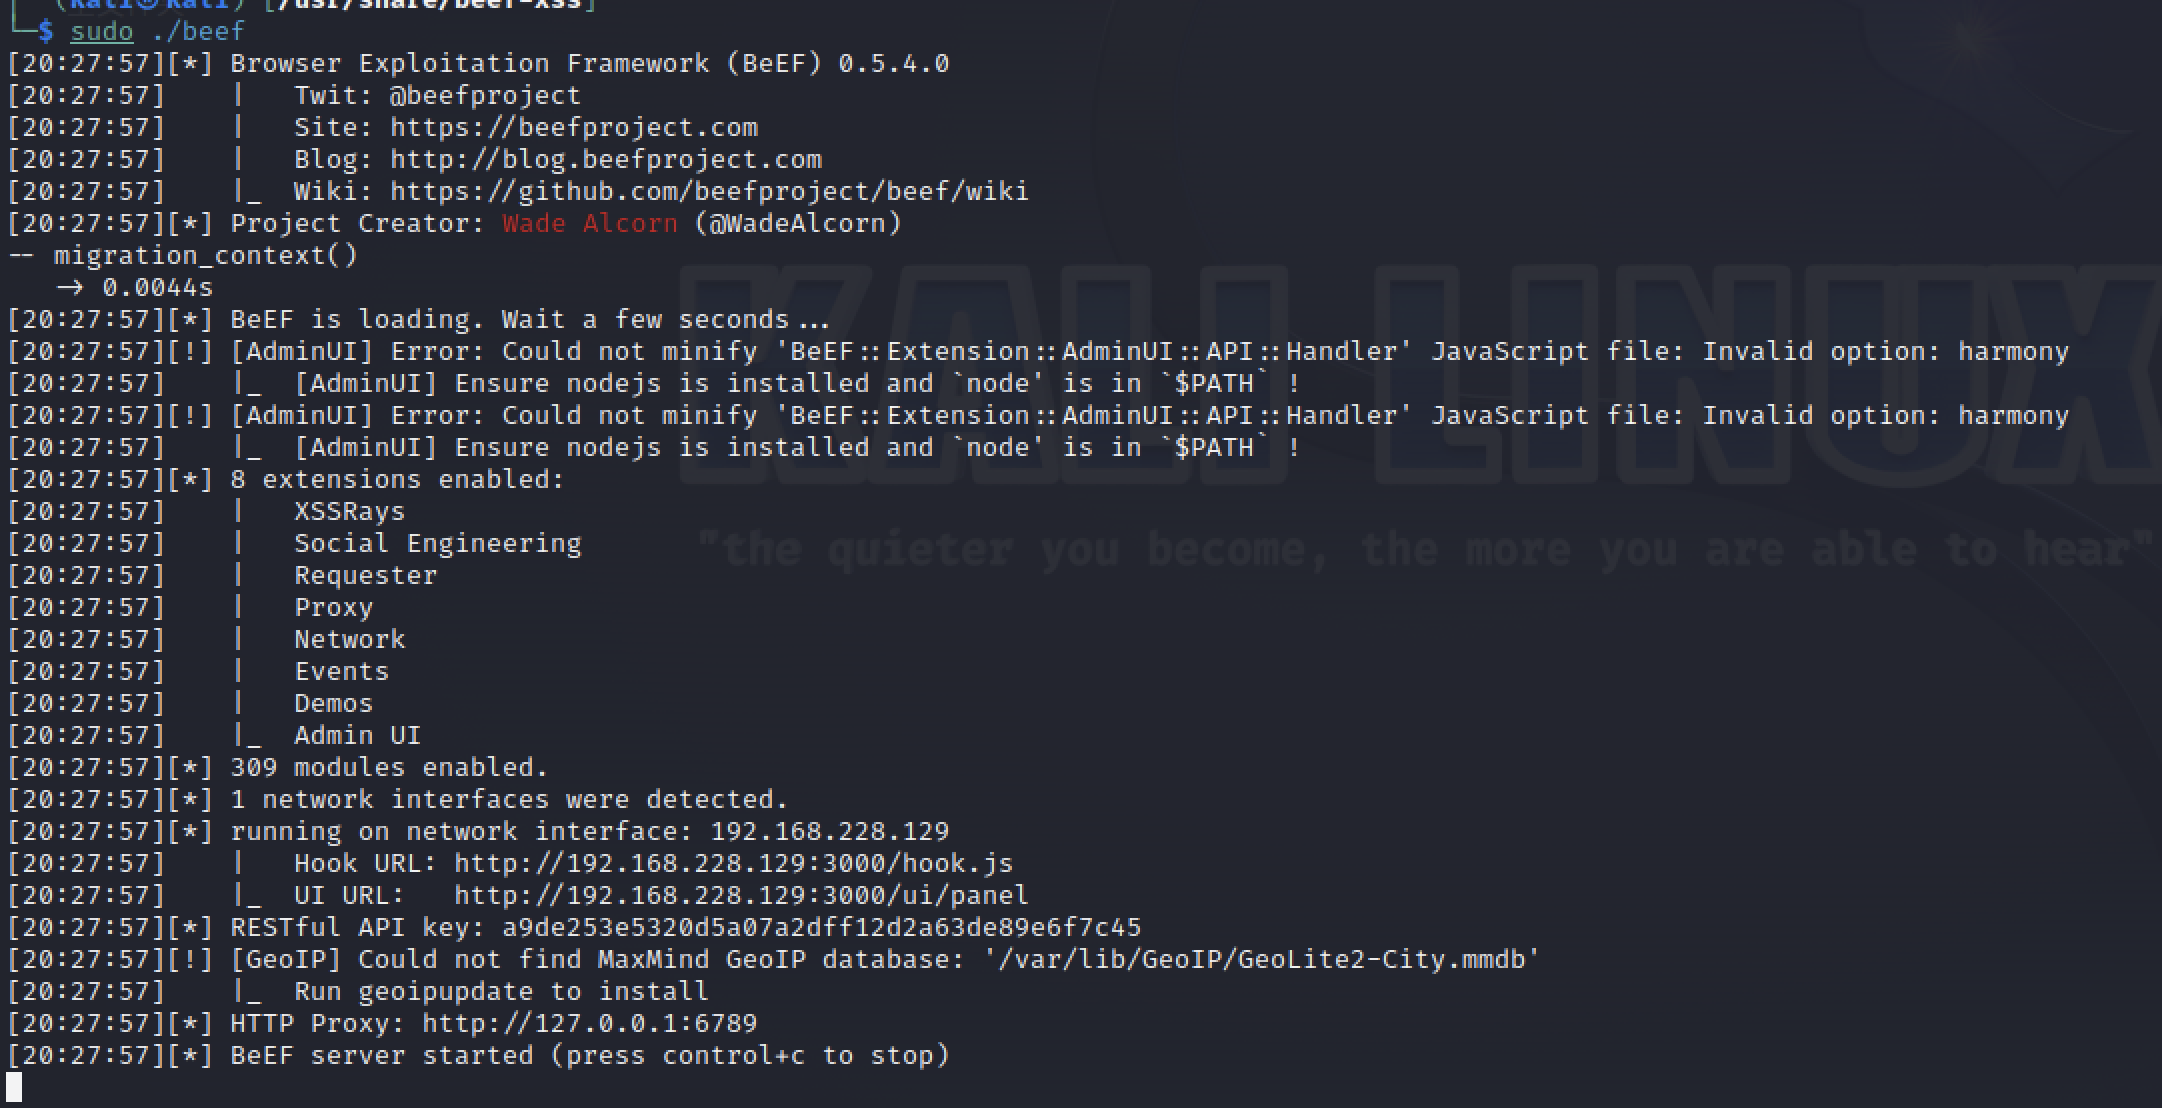 (kali㉿kali) [/usr/share/beef-xss]
└─$ sudo ./beef
[20:27:57][*] Browser Exploitation Framework (BeEF) 0.5.4.0
[20:27:57]    |   Twit: @beefproject
[20:27:57]    |   Site: https://beefproject.com
[20:27:57]    |   Blog: http://blog.beefproject.com
[20:27:57]    |_  Wiki: https://github.com/beefproject/beef/wiki
[20:27:57][*] Project Creator: Wade Alcorn (@WadeAlcorn)
-- migration_context()
   -> 0.0044s
[20:27:57][*] BeEF is loading. Wait a few seconds...
[20:27:57][!] [AdminUI] Error: Could not minify 'BeEF::Extension::AdminUI::API::Handler' JavaScript file: Invalid option: harmony
[20:27:57]    |_  [AdminUI] Ensure nodejs is installed and `node' is in `$PATH` !
[20:27:57][!] [AdminUI] Error: Could not minify 'BeEF::Extension::AdminUI::API::Handler' JavaScript file: Invalid option: harmony
[20:27:57]    |_  [AdminUI] Ensure nodejs is installed and `node' is in `$PATH` !
[20:27:57][*] 8 extensions enabled:
[20:27:57]    |   XSSRays
[20:27:57]    |   Social Engineering
[20:27:57]    |   Requester
[20:27:57]    |   Proxy
[20:27:57]    |   Network
[20:27:57]    |   Events
[20:27:57]    |   Demos
[20:27:57]    |_  Admin UI
[20:27:57][*] 309 modules enabled.
[20:27:57][*] 1 network interfaces were detected.
[20:27:57][*] running on network interface: 192.168.228.129
[20:27:57]    |   Hook URL: http://192.168.228.129:3000/hook.js
[20:27:57]    |_  UI URL:   http://192.168.228.129:3000/ui/panel
[20:27:57][*] RESTful API key: a9de253e5320d5a07a2dff12d2a63de89e6f7c45
[20:27:57][!] [GeoIP] Could not find MaxMind GeoIP database: '/var/lib/GeoIP/GeoLite2-City.mmdb'
[20:27:57]    |_  Run geoipupdate to install
[20:27:57][*] HTTP Proxy: http://127.0.0.1:6789
[20:27:57][*] BeEF server started (press control+c to stop)
KALI LINUX
"the quieter you become, the more you are able to hear"